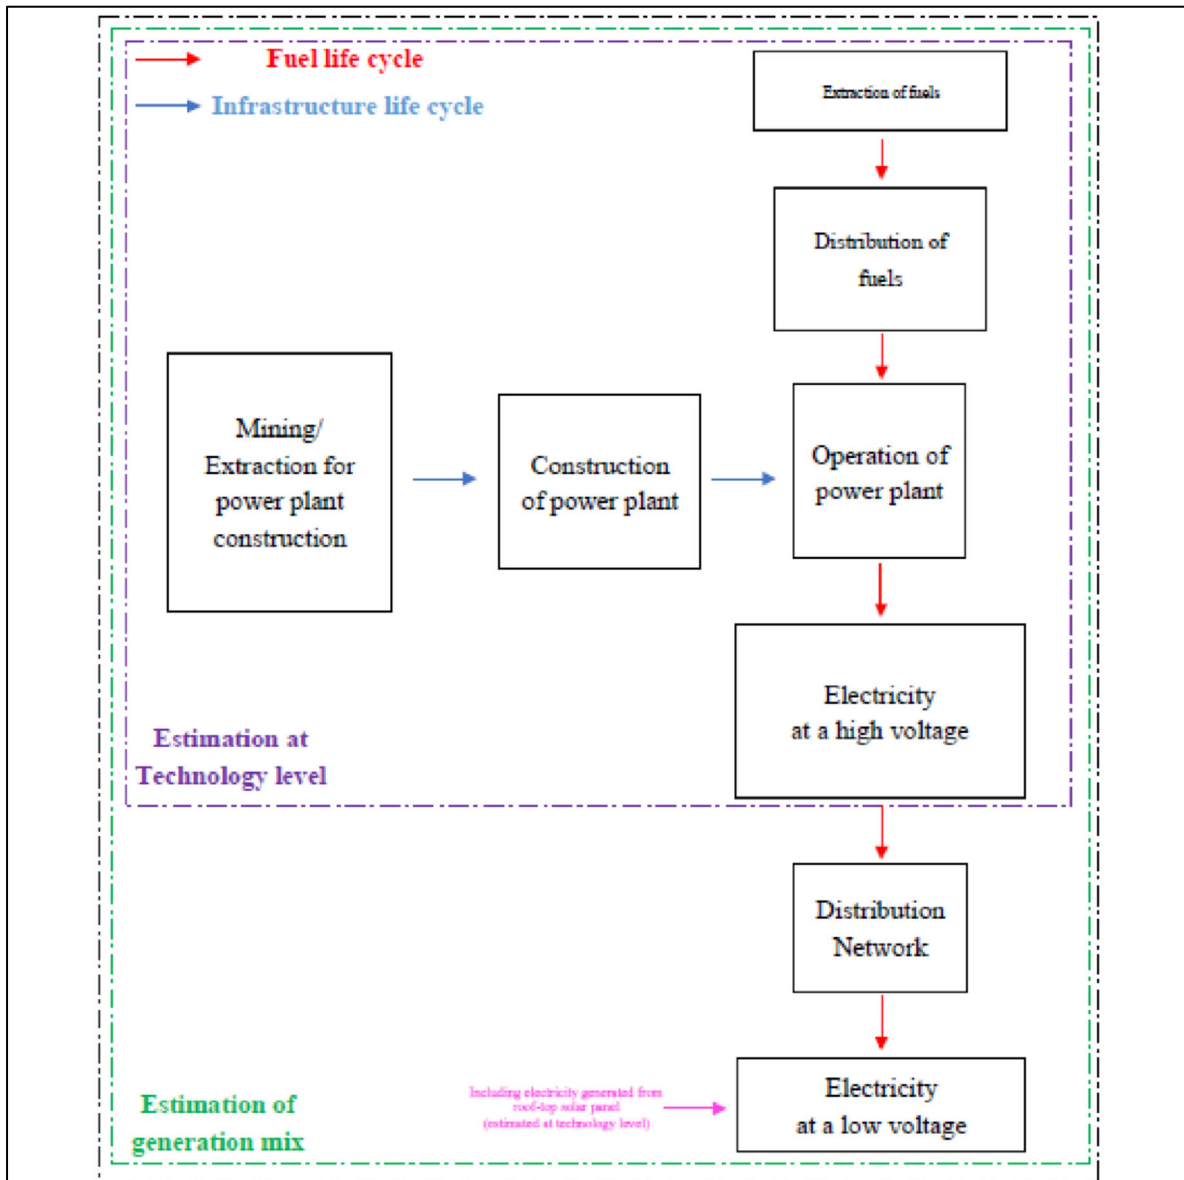 Fuel life cycle
Infrastructure life cycle
Extraction of fuels
Distribution of
fuels
Mining/
Extraction for
power plant
construction
Construction
of power plant
Operation of
power plant
Electricity
at a high voltage
Estimation at
Technology level
Distribution
Network
Including electricity generated from
roof-top solar panel
(estimated at technology level)
Electricity
at a low voltage
Estimation of
generation mix